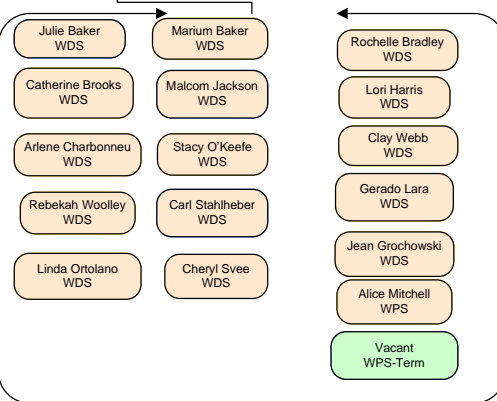 Julie Baker
WDS
Marium Baker
WDS
Catherine Brooks
WDS
Malcom Jackson
WDS
Arlene Charbonneu
WDS
Stacy O'Keefe
WDS
Rebekah Woolley
WDS
Carl Stahlheber
WDS
Linda Ortolano
WDS
Cheryl Svee
WDS
Rochelle Bradley
WDS
Lori Harris
WDS
Clay Webb
WDS
Gerado Lara
WDS
Jean Grochowski
WDS
Alice Mitchell
WPS
Vacant
WPS-Term